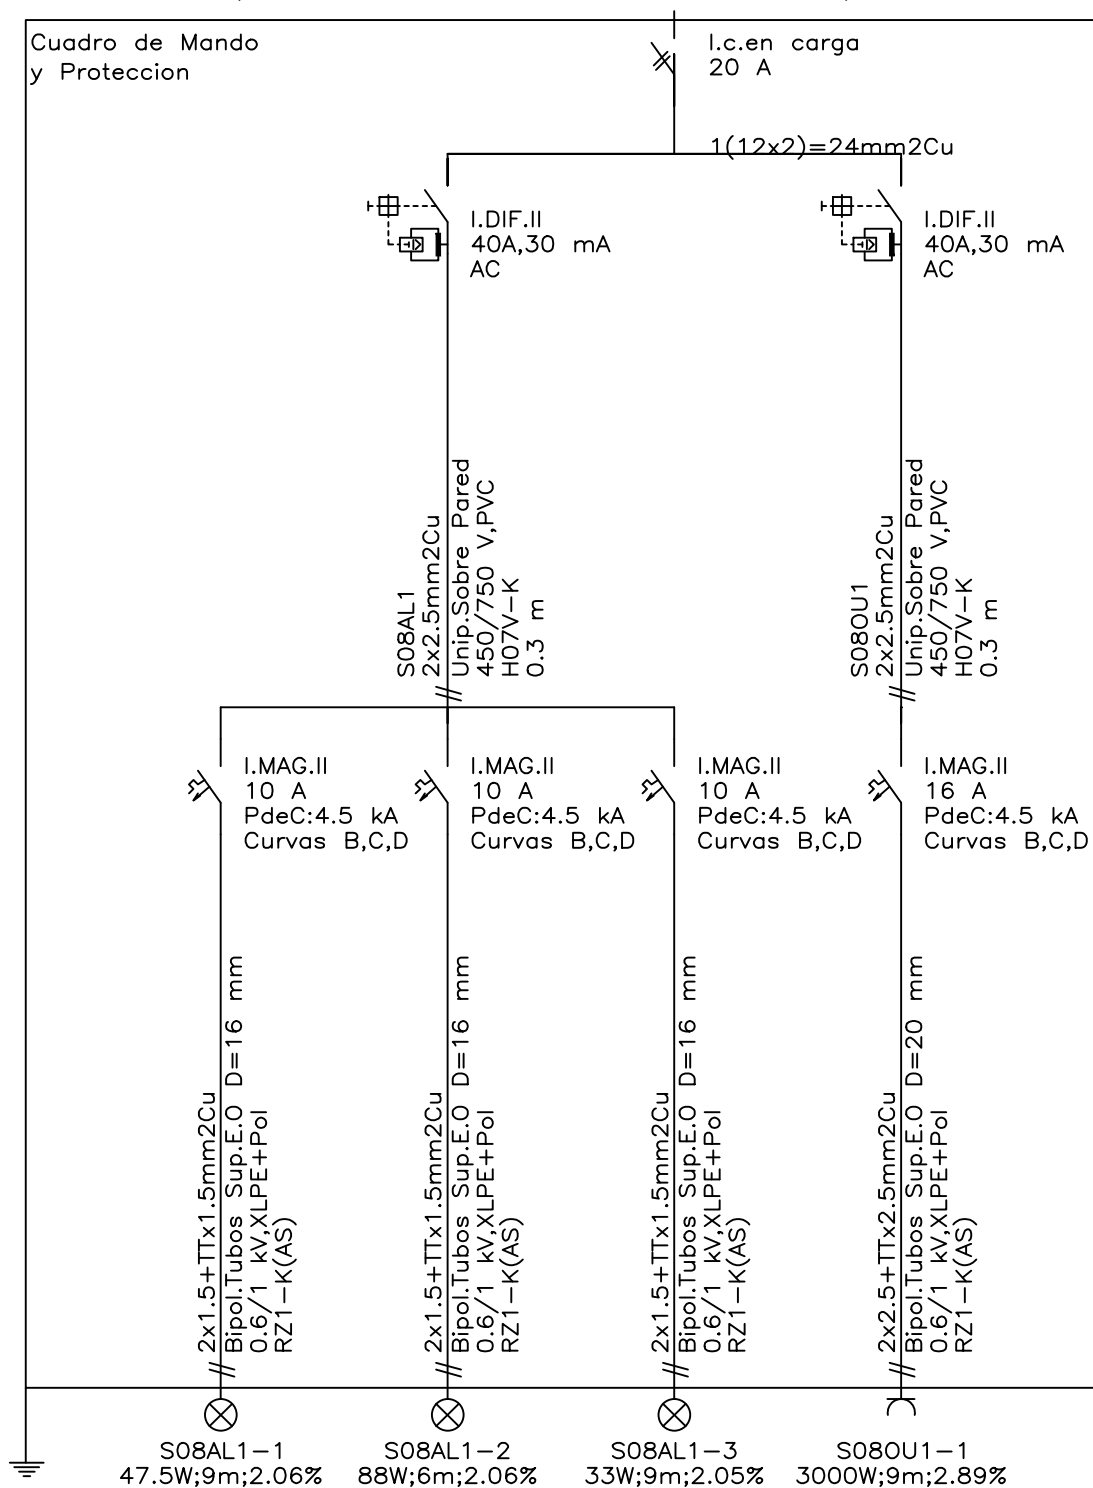 Cuadro de Mando
y Proteccion
I.c.en carga
20 A
1(12x2)=24mm2Cu
I.DIF.II
40A,30 mA
AC
I.DIF.II
40A,30 mA
AC
S08AL1
2x2.5mm2Cu
Unip.Sobre Pared
450/750 V,PVC
H07V-K
0.3 m
S08OU1
2x2.5mm2Cu
Unip.Sobre Pared
450/750 V,PVC
H07V-K
0.3 m
I.MAG.II
10 A
PdeC:4.5 kA
Curvas B,C,D
I.MAG.II
10 A
PdeC:4.5 kA
Curvas B,C,D
I.MAG.II
10 A
PdeC:4.5 kA
Curvas B,C,D
I.MAG.II
16 A
PdeC:4.5 kA
Curvas B,C,D
2x1.5+TTx1.5mm2Cu
Bipol.Tubos Sup.E.O D=16 mm
0.6/1 kV,XLPE+Pol
RZ1-K(AS)
2x1.5+TTx1.5mm2Cu
Bipol.Tubos Sup.E.O D=16 mm
0.6/1 kV,XLPE+Pol
RZ1-K(AS)
2x1.5+TTx1.5mm2Cu
Bipol.Tubos Sup.E.O D=16 mm
0.6/1 kV,XLPE+Pol
RZ1-K(AS)
2x2.5+TTx2.5mm2Cu
Bipol.Tubos Sup.E.O D=20 mm
0.6/1 kV,XLPE+Pol
RZ1-K(AS)
S08AL1-1
47.5W;9m;2.06%
S08AL1-2
88W;6m;2.06%
S08AL1-3
33W;9m;2.05%
S08OU1-1
3000W;9m;2.89%